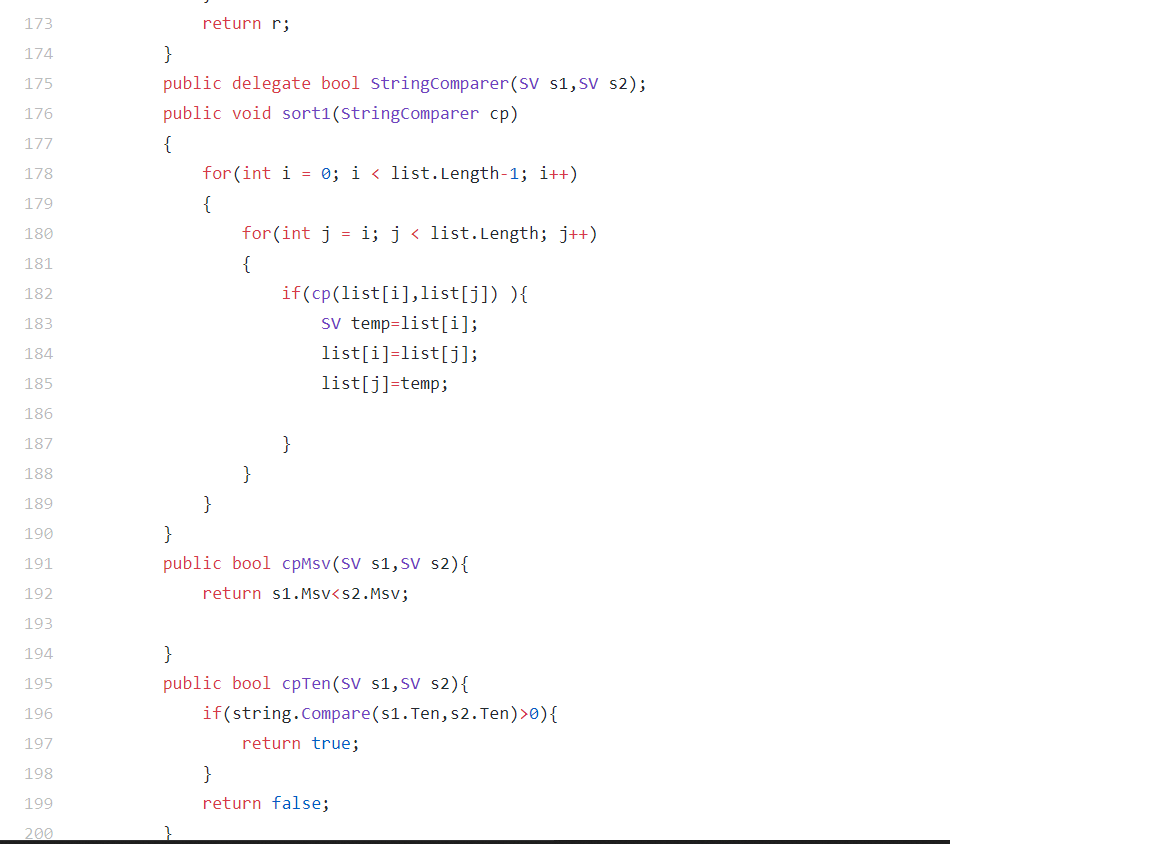 173 return r;
174 }
175 public delegate bool StringComparer(SV s1,SV s2);
176 public void sort1(StringComparer cp)
177 {
178 for(int i = 0; i < list.Length-1; i++)
179 {
180 for(int j = i; j < list.Length; j++)
181 {
182 if(cp(list[i],list[j]) ){
183 SV temp=list[i];
184 list[i]=list[j];
185 list[j]=temp;
186
187 }
188 }
189 }
190 }
191 public bool cpMsv(SV s1,SV s2){
192 return s1.Msv<s2.Msv;
193
194 }
195 public bool cpTen(SV s1,SV s2){
196 if(string.Compare(s1.Ten,s2.Ten)>0){
197 return true;
198 }
199 return false;
200 }